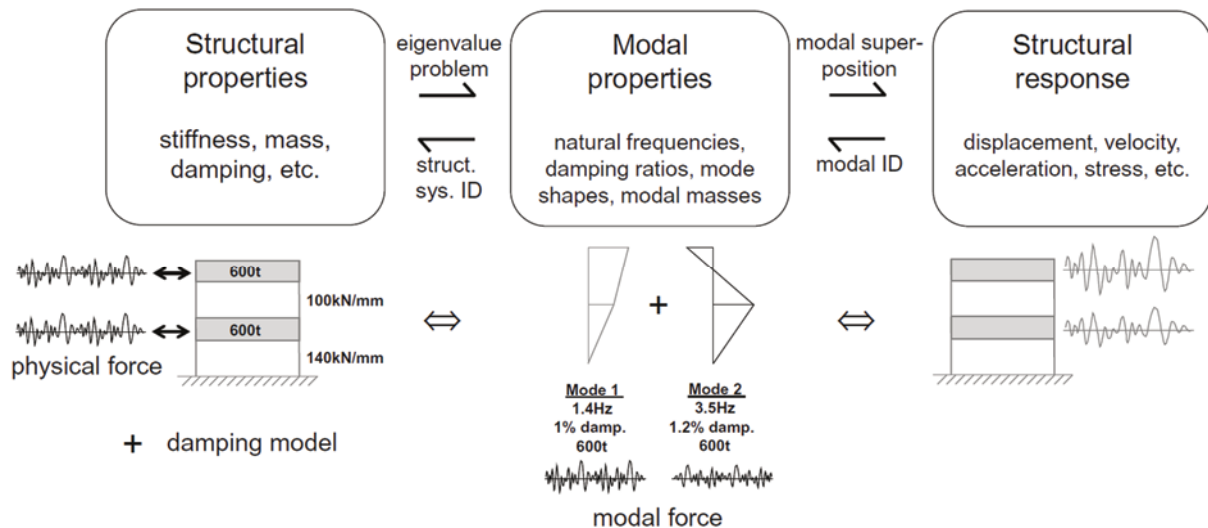 Structural
properties
stiffness, mass,
damping, etc.
eigenvalue
problem
struct.
sys. ID
Modal
properties
natural frequencies,
damping ratios, mode
shapes, modal masses
modal super-
position
modal ID
Structural
response
displacement, velocity,
acceleration, stress, etc.
600t
100kN/mm
600t
140kN/mm
physical force
+ damping model
+
Mode 1
1.4Hz
1% damp.
600t
Mode 2
3.5Hz
1.2% damp.
600t
modal force